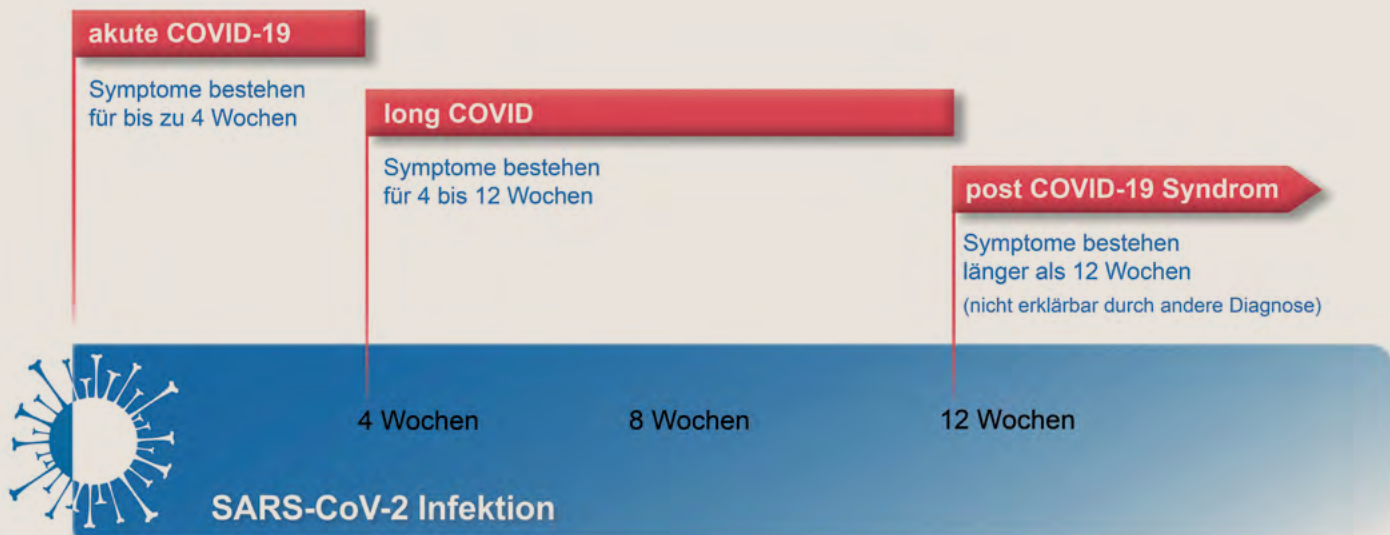 akute COVID-19
Symptome bestehen
für bis zu 4 Wochen
long COVID
Symptome bestehen
für 4 bis 12 Wochen
post COVID-19 Syndrom
Symptome bestehen
länger als 12 Wochen
(nicht erklärbar durch andere Diagnose)
4 Wochen
8 Wochen
12 Wochen
SARS-CoV-2 Infektion